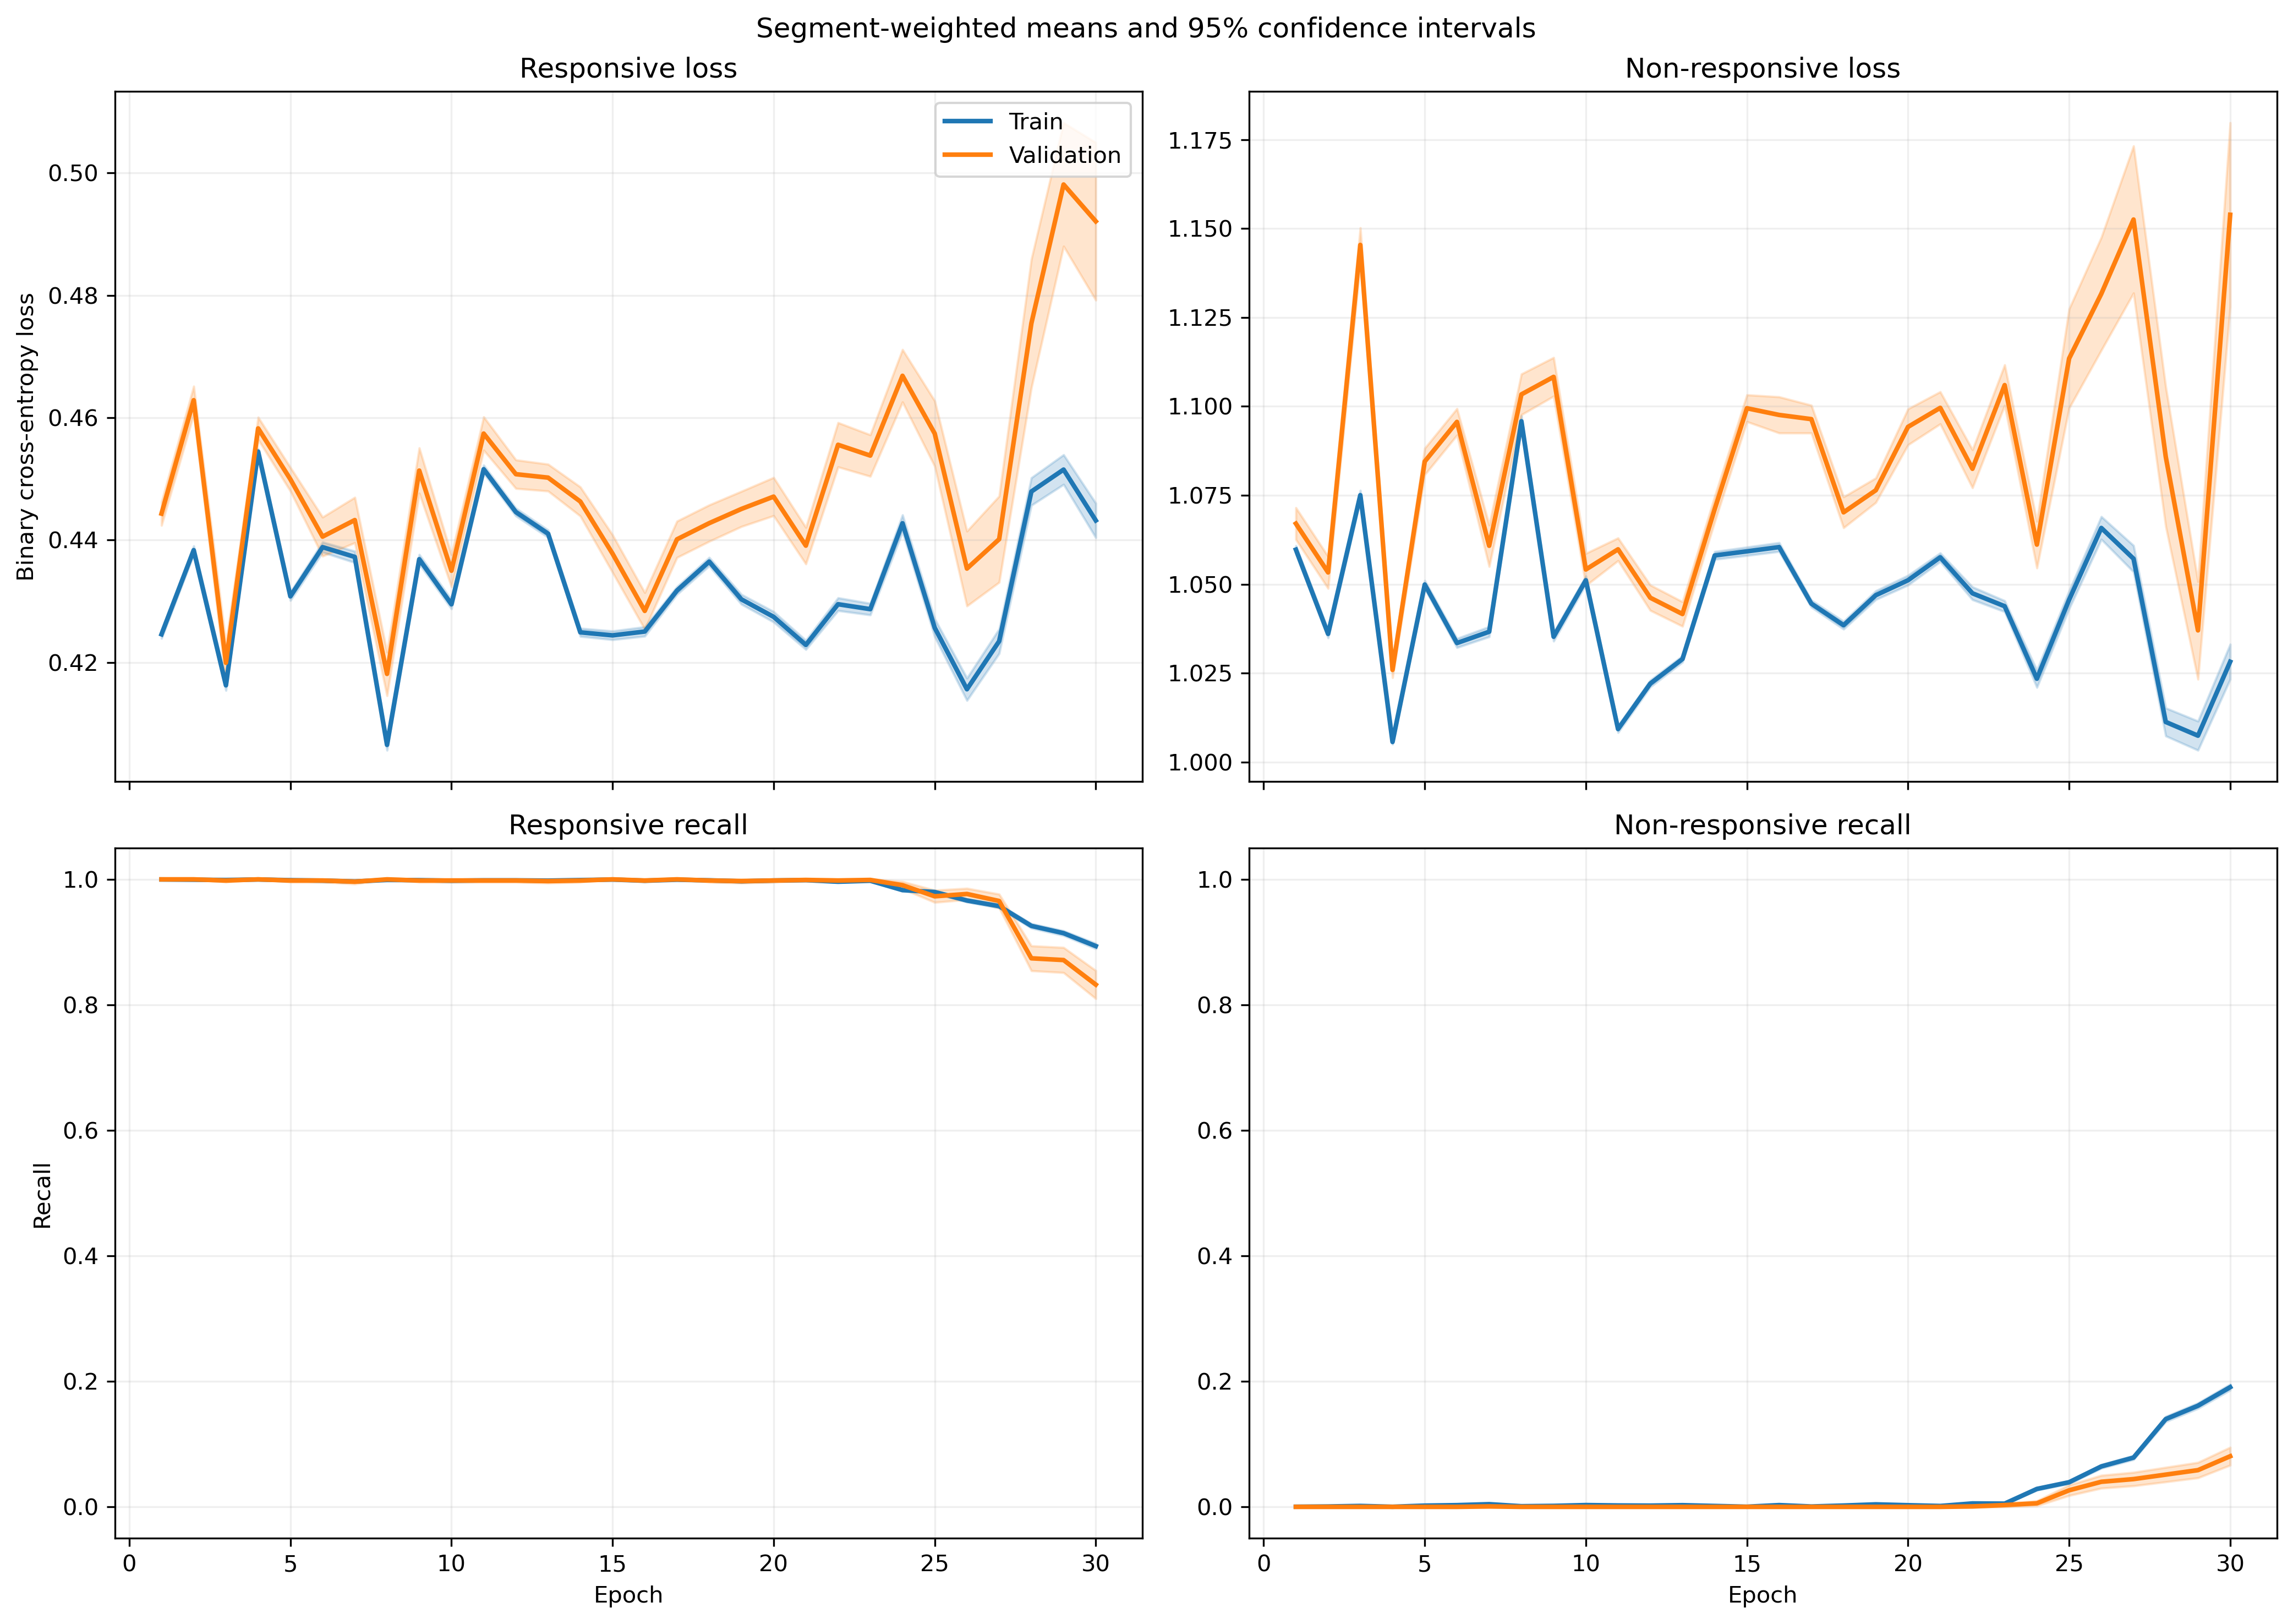 Segment-weighted means and 95% confidence intervals
Responsive loss
Binary cross-entropy loss
0.50
0.48
0.46
0.44
0.42
Train
Validation
Non-responsive loss
1.175
1.150
1.125
1.100
1.075
1.050
1.025
1.000
Responsive recall
Recall
1.0
0.8
0.6
0.4
0.2
0.0
0 5 10 15 20 25 30
Epoch
Non-responsive recall
1.0
0.8
0.6
0.4
0.2
0.0
0 5 10 15 20 25 30
Epoch